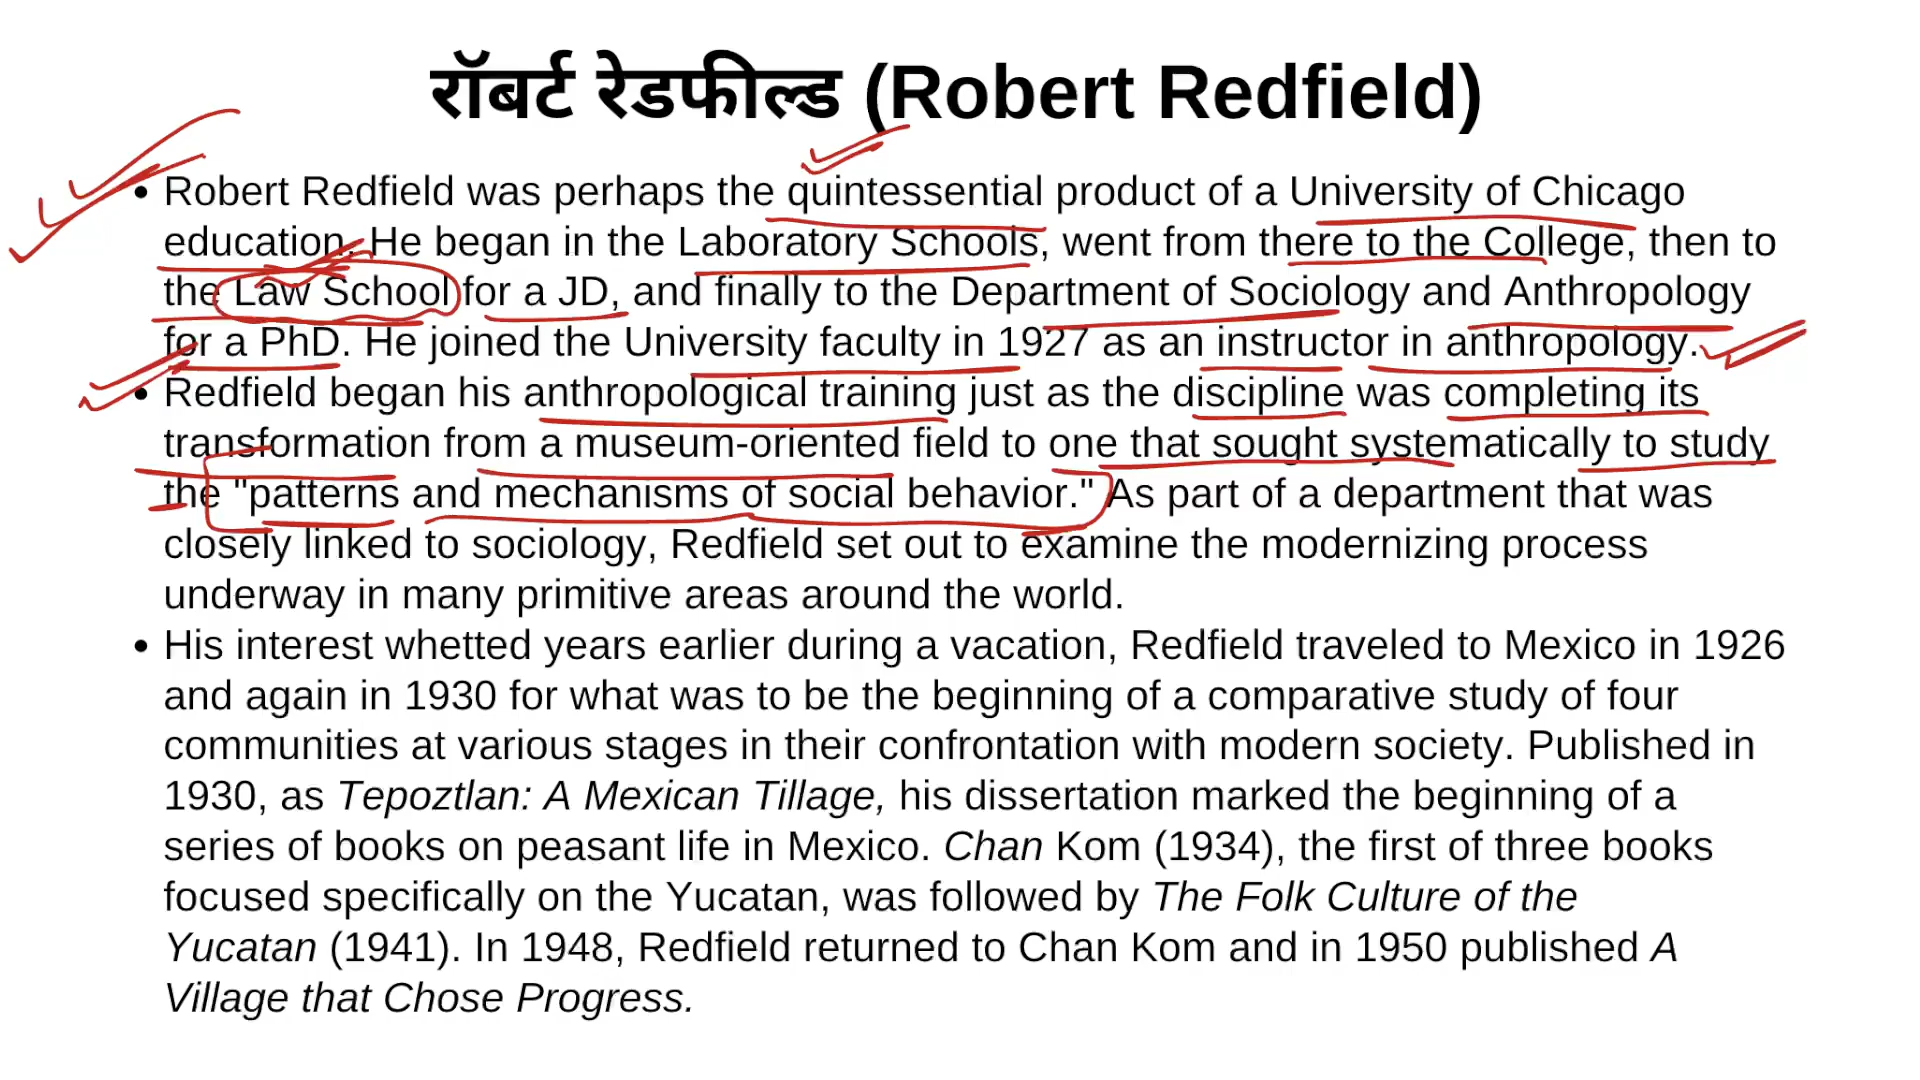 रॉबर्ट रेडफील्ड (Robert Redfield)
• Robert Redfield was perhaps the quintessential product of a University of Chicago
education. He began in the Laboratory Schools, went from there to the College, then to
the Law School for a JD, and finally to the Department of Sociology and Anthropology
for a PhD. He joined the University faculty in 1927 as an instructor in anthropology.
• Redfield began his anthropological training just as the discipline was completing its
transformation from a museum-oriented field to one that sought systematically to study
the "patterns and mechanisms of social behavior." As part of a department that was
closely linked to sociology, Redfield set out to examine the modernizing process
underway in many primitive areas around the world.
• His interest whetted years earlier during a vacation, Redfield traveled to Mexico in 1926
and again in 1930 for what was to be the beginning of a comparative study of four
communities at various stages in their confrontation with modern society. Published in
1930, as Tepoztlan: A Mexican Tillage, his dissertation marked the beginning of a
series of books on peasant life in Mexico. Chan Kom (1934), the first of three books
focused specifically on the Yucatan, was followed by The Folk Culture of the
Yucatan (1941). In 1948, Redfield returned to Chan Kom and in 1950 published A
Village that Chose Progress.